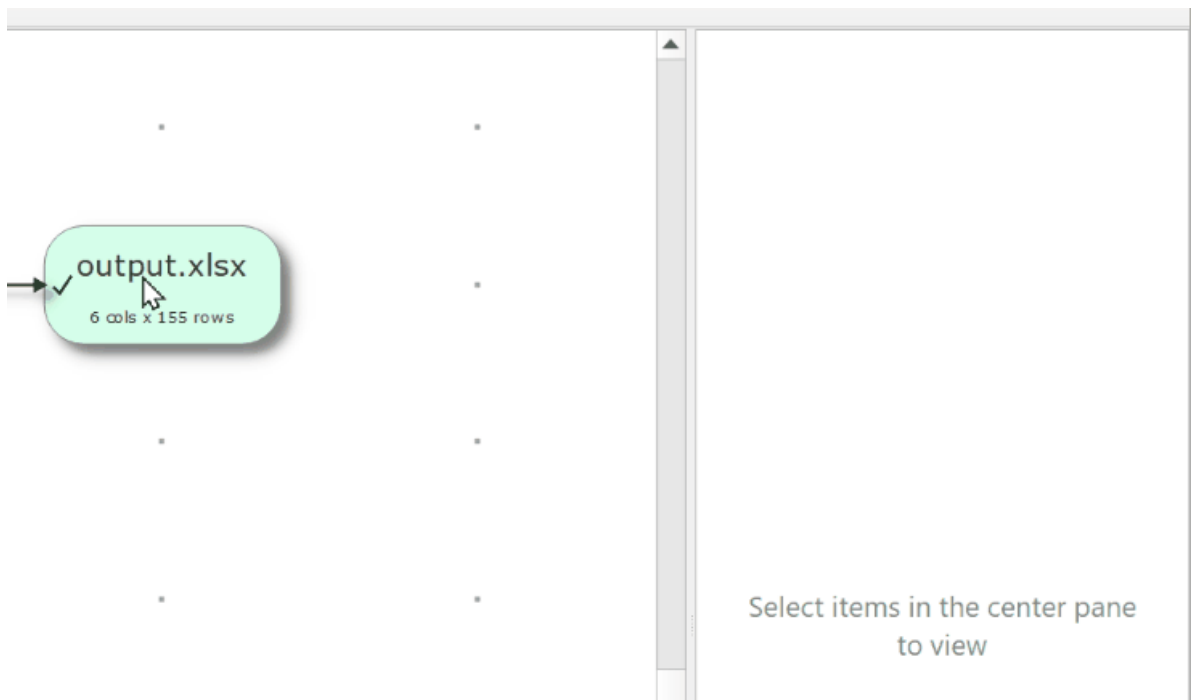 output.xlsx
6 cols x 155 rows
Select items in the center pane
to view